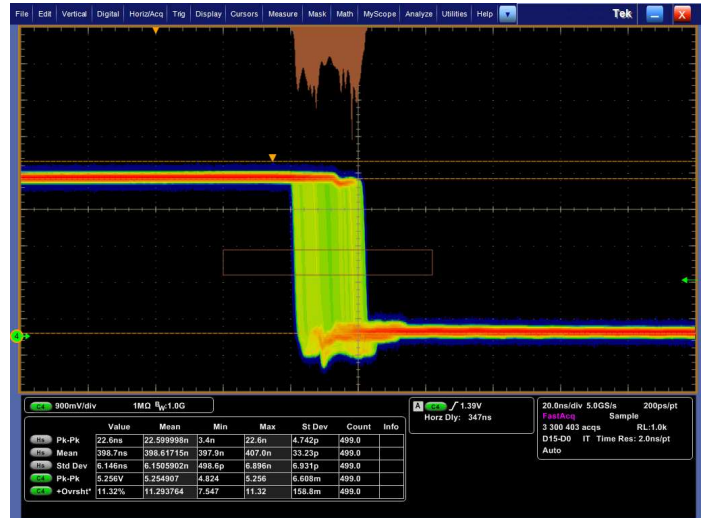 File Edit Vertical Digital Horiz/Acq Trig Display Cursors Measure Mask Math MyScope Analyze Utilities Help Tek X
4
C4 900mV/div 1MΩ BW:1.0G
A C4 1.39V
Horz Dly: 347ns
20.0ns/div 5.0GS/s 200ps/pt
FastAcq Sample
3 300 403 acqs RL:1.0k
D15-D0 IT Time Res: 2.0ns/pt
Auto
Value Mean Min Max St Dev Count Info
Hs Pk-Pk 22.6ns 22.599998n 3.4n 22.6n 4.742p 499.0
Hs Mean 398.7ns 398.61715n 397.9n 407.0n 33.23p 499.0
Hs Std Dev 6.146ns 6.1505902n 498.6p 6.896n 6.931p 499.0
C4 Pk-Pk 5.256V 5.254907 4.824 5.256 6.608m 499.0
C4 +Ovrsht* 11.32% 11.293764 7.547 11.32 158.8m 499.0